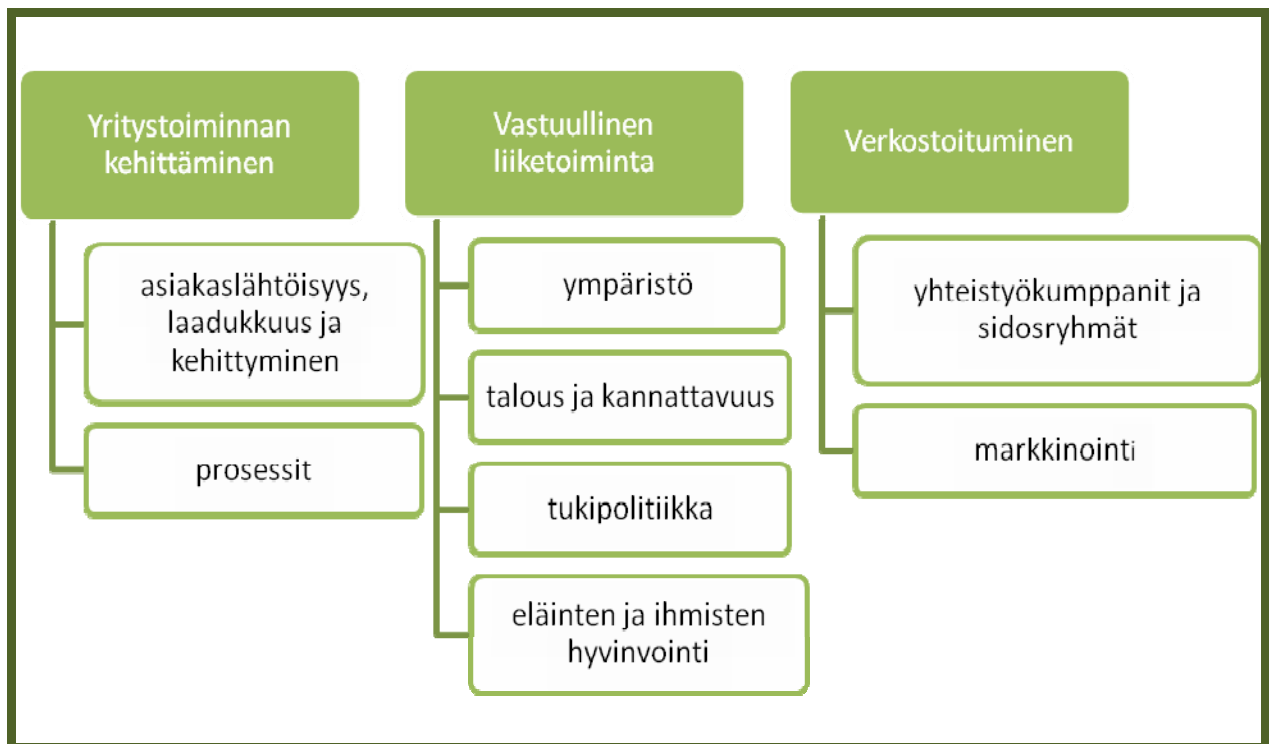 Yritystoiminnan
kehittäminen
asiakaslähtöisyys,
laadukkuus ja
kehittyminen
prosessit
Vastuullinen
liiketoiminta
ympäristö
talous ja kannattavuus
tukipolitiikka
eläinten ja ihmisten
hyvinvointi
Verkostoituminen
yhteistyökumppanit ja
sidosryhmät
markkinointi